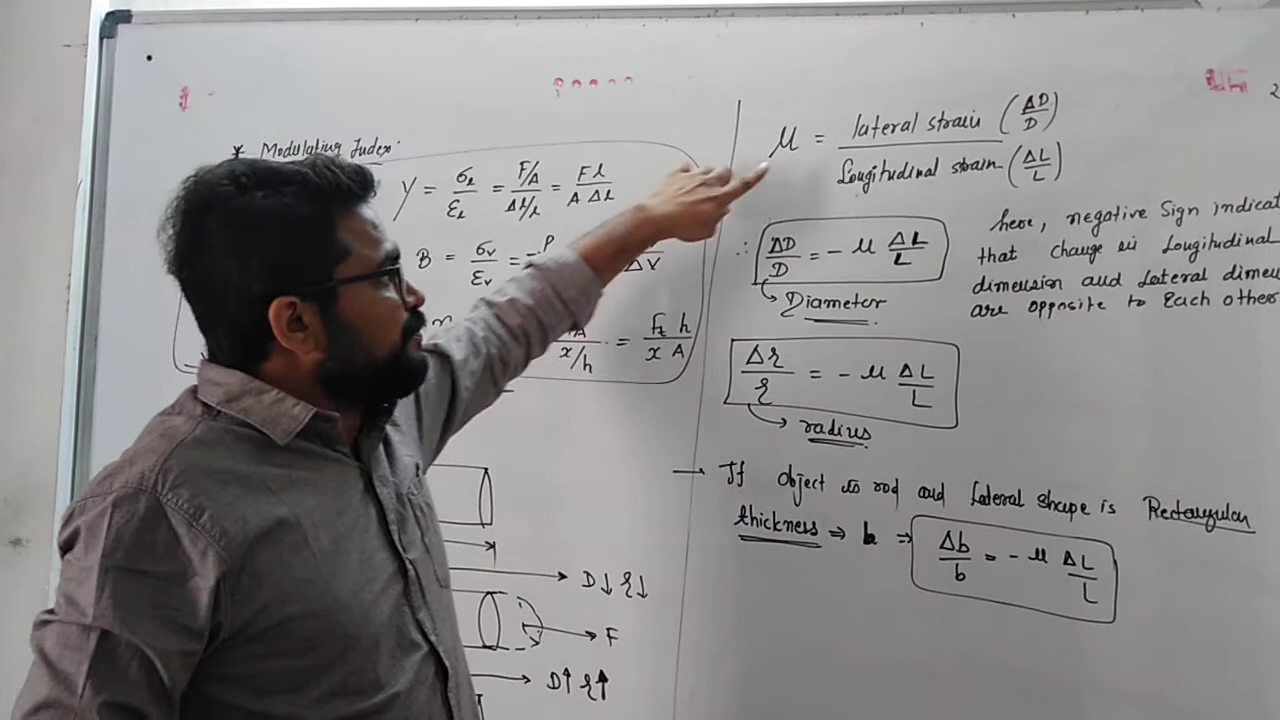 * Modulating Index.
Y = σℓ/εℓ = F/A / Δℓ/ℓ = Fℓ / A Δℓ
B = σv/εv = -P
ΔV
x/h = Ft h / x A
D↓ r↓
F
D↑ r↑
μ = lateral strain (ΔD/D) / Longitudinal strain (ΔL/L)
∴ ΔD/D = - μ ΔL/L
Diameter
here, negative Sign indicat
that change in Longitudinal
dimension and lateral dimen
are opposite to Each other
Δr/r = - μ ΔL/L
radius
→ If object is rod and lateral shape is Rectangular
thickness ⇒ b ⇒ Δb/b = - μ ΔL/L